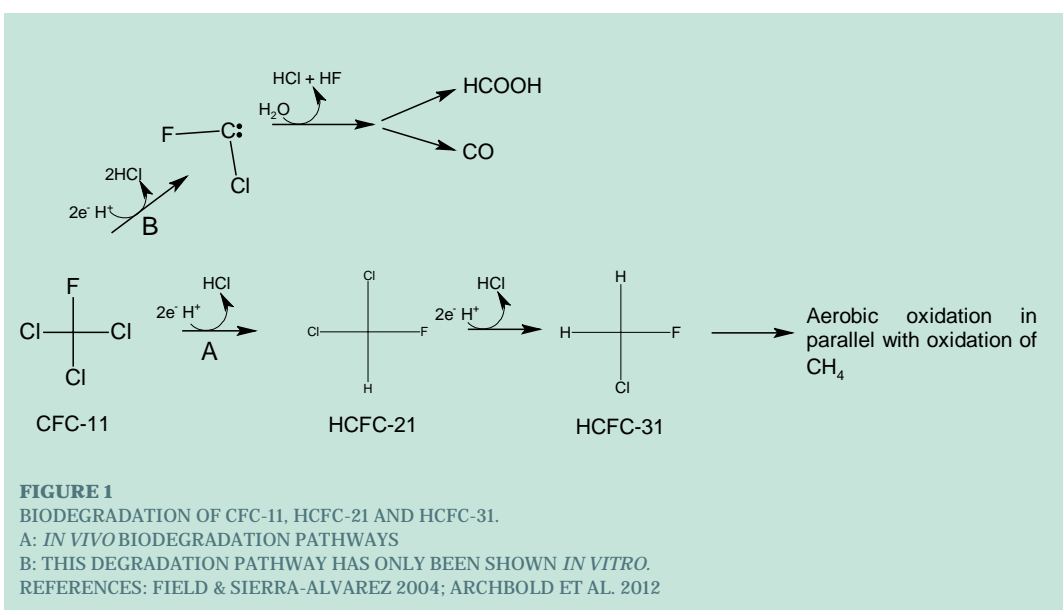 HCl + HF
H₂O
HCOOH
CO
F
C:
Cl
2HCl
2e⁻ H⁺
B
F
Cl
Cl
Cl
CFC-11
2e⁻ H⁺
HCl
A
Cl
Cl
F
H
HCFC-21
2e⁻ H⁺
HCl
H
H
F
Cl
HCFC-31
Aerobic oxidation in
parallel with oxidation of
CH₄
FIGURE 1
BIODEGRADATION OF CFC-11, HCFC-21 AND HCFC-31.
A: IN VIVO BIODEGRADATION PATHWAYS
B: THIS DEGRADATION PATHWAY HAS ONLY BEEN SHOWN IN VITRO.
REFERENCES: FIELD & SIERRA-ALVAREZ 2004; ARCHBOLD ET AL. 2012